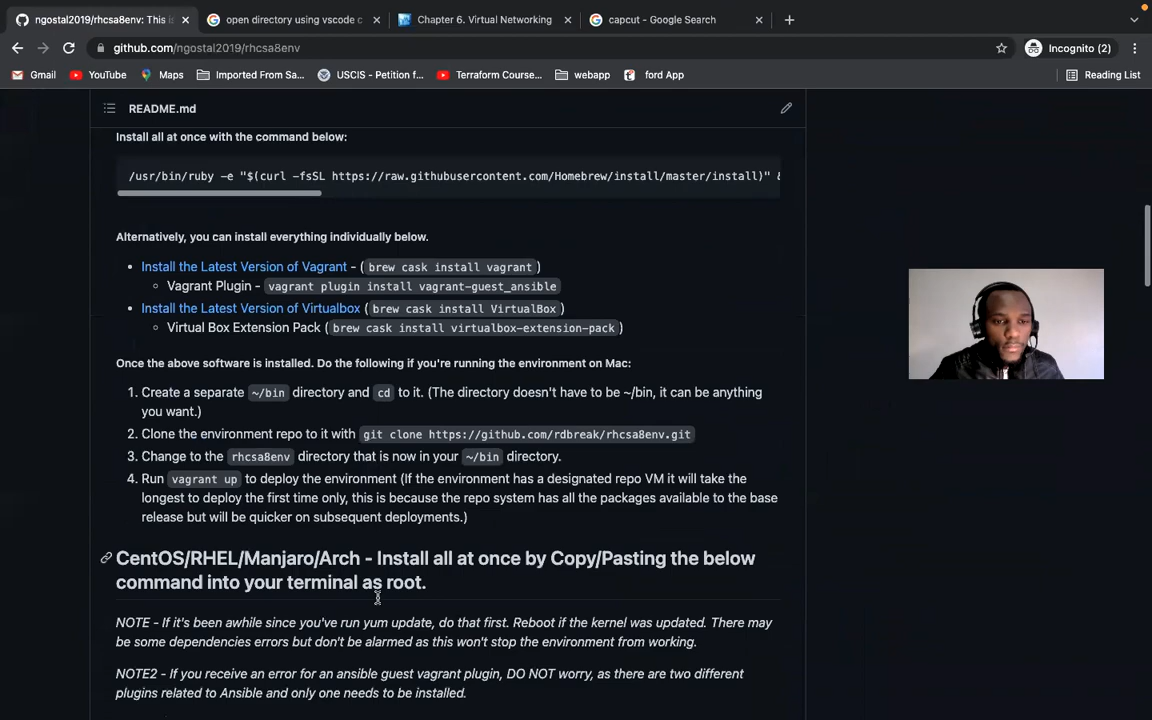 ngostal2019/rhcsa8env: This i
open directory using vscode c
Chapter 6. Virtual Networking
capcut - Google Search
github.com/ngostal2019/rhcsa8env
Incognito (2)
Gmail
YouTube
Maps
Imported From Sa...
USCIS - Petition f...
Terraform Course...
webapp
ford App
Reading List
README.md
Install all at once with the command below:
/usr/bin/ruby -e "$(curl -fsSL https://raw.githubusercontent.com/Homebrew/install/master/install)" &
Alternatively, you can install everything individually below.
• Install the Latest Version of Vagrant - ( brew cask install vagrant )
◦ Vagrant Plugin - vagrant plugin install vagrant-guest_ansible
• Install the Latest Version of Virtualbox ( brew cask install VirtualBox )
◦ Virtual Box Extension Pack ( brew cask install virtualbox-extension-pack )
Once the above software is installed. Do the following if you're running the environment on Mac:
1. Create a separate ~/bin directory and cd to it. (The directory doesn't have to be ~/bin, it can be anything
you want.)
2. Clone the environment repo to it with git clone https://github.com/rdbreak/rhcsa8env.git
3. Change to the rhcsa8env directory that is now in your ~/bin directory.
4. Run vagrant up to deploy the environment (If the environment has a designated repo VM it will take the
longest to deploy the first time only, this is because the repo system has all the packages available to the base
release but will be quicker on subsequent deployments.)
CentOS/RHEL/Manjaro/Arch - Install all at once by Copy/Pasting the below
command into your terminal as root.
NOTE - If it's been awhile since you've run yum update, do that first. Reboot if the kernel was updated. There may
be some dependencies errors but don't be alarmed as this won't stop the environment from working.
NOTE2 - If you receive an error for an ansible guest vagrant plugin, DO NOT worry, as there are two different
plugins related to Ansible and only one needs to be installed.